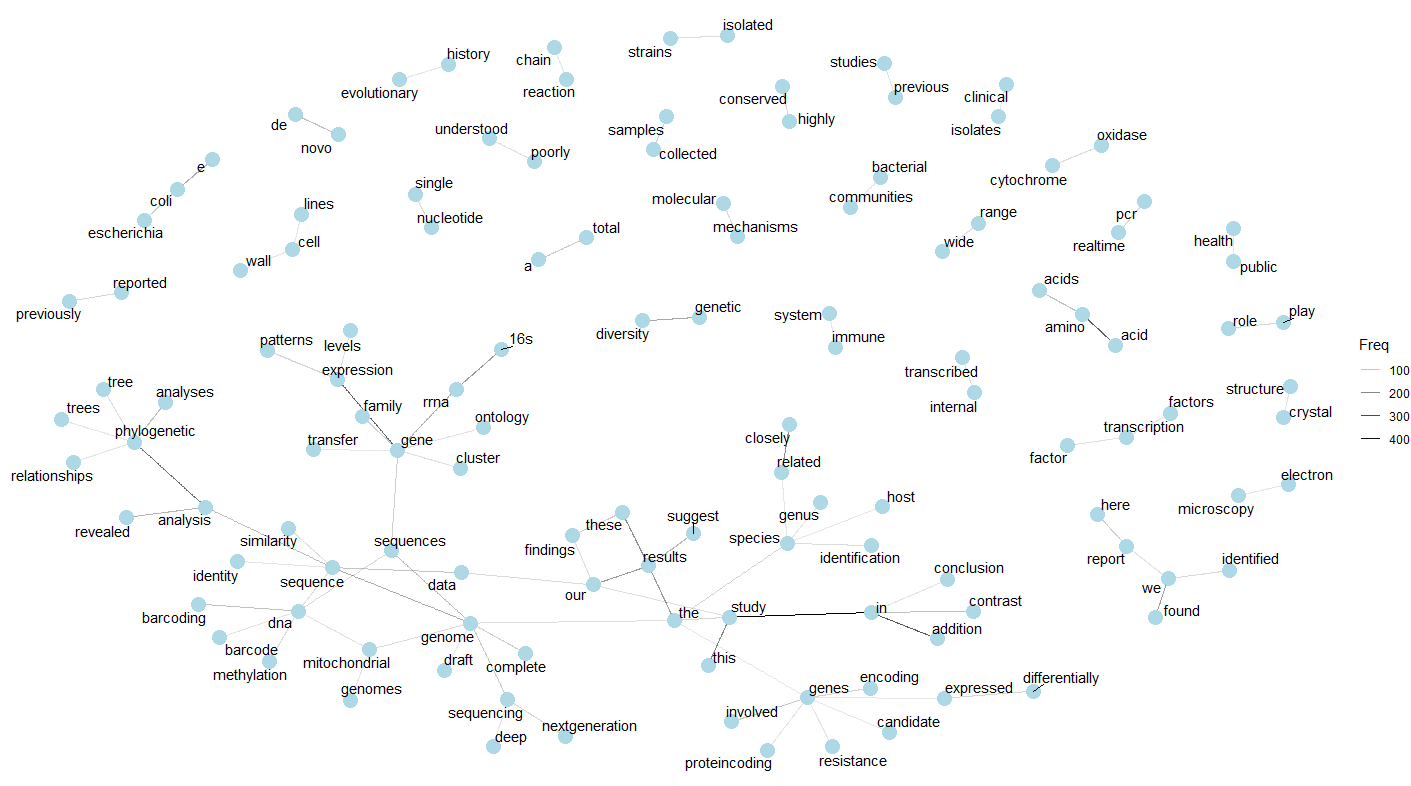 isolated
strains
history
evolutionary
chain
reaction
studies
previous
conserved
highly
clinical
isolates
de
novo
understood
poorly
samples
collected
oxidase
cytochrome
e
coli
escherichia
single
nucleotide
bacterial
communities
lines
cell
wall
molecular
mechanisms
range
wide
pcr
realtime
total
a
health
public
reported
previously
acids
amino
acid
genetic
diversity
system
immune
role
play
patterns
levels
expression
16s
rrna
family
gene
ontology
transfer
cluster
transcribed
internal
Freq
100
200
300
400
tree
trees
analyses
phylogenetic
relationships
structure
crystal
factors
transcription
factor
closely
related
electron
microscopy
revealed
analysis
similarity
sequences
identity
sequence
data
these
suggest
findings
results
our
genus
host
species
identification
here
report
identified
we
found
barcoding
dna
barcode
methylation
mitochondrial
genomes
genome
draft
complete
the
study
this
in
conclusion
contrast
addition
sequencing
nextgeneration
deep
genes
encoding
expressed
differentially
involved
candidate
proteincoding
resistance